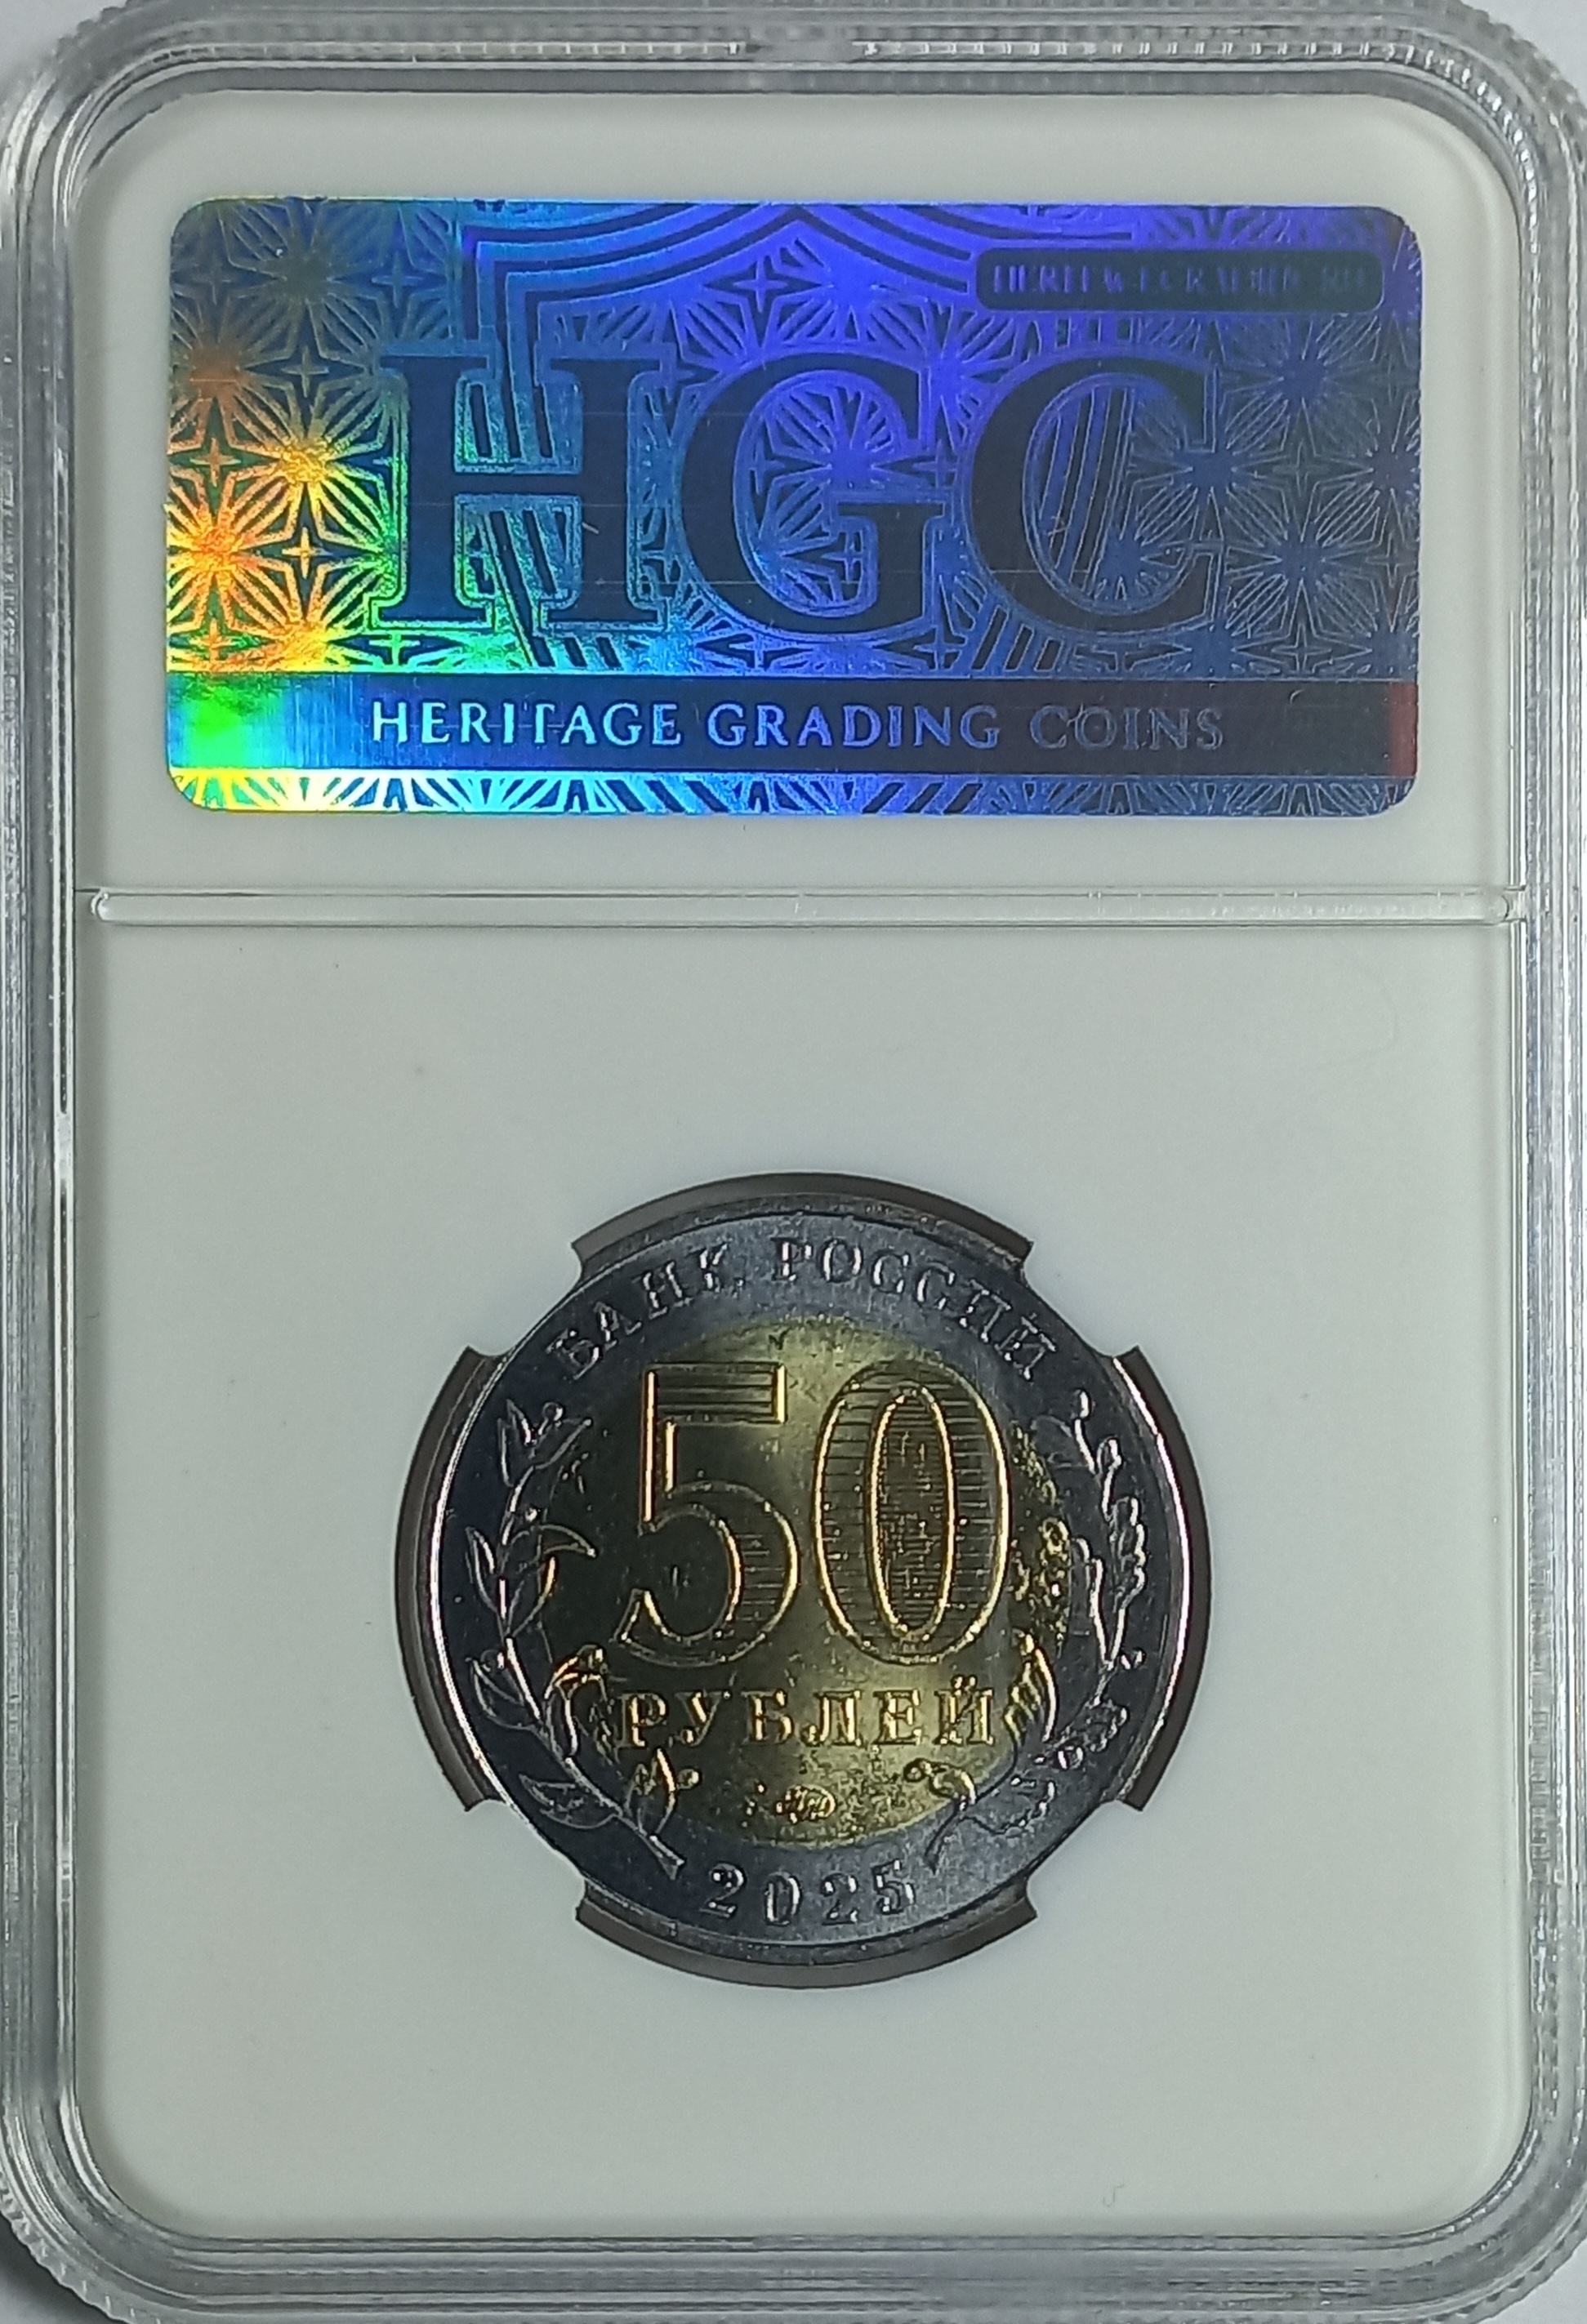 HGC
HERITAGE GRADING COINS
БАНК РОССИИ
50
РУБЛЕЙ
2025